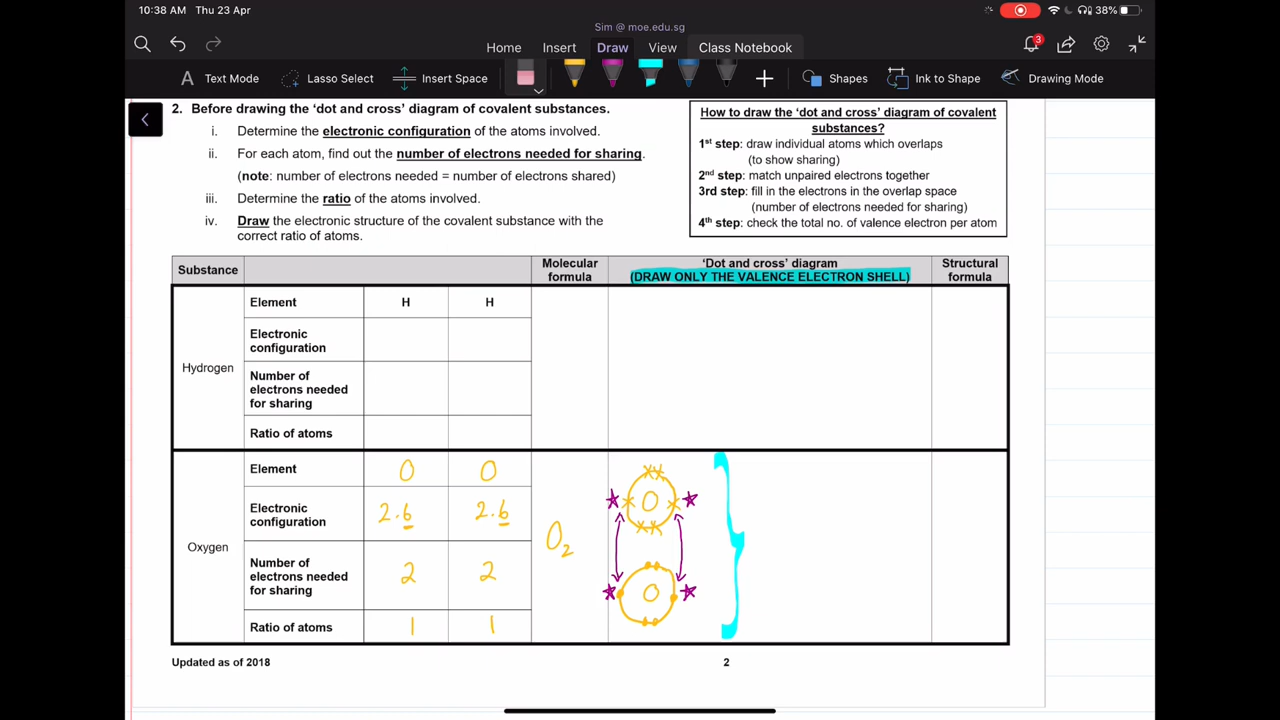 10:38 AM Thu 23 Apr
38%
Sim @ moe.edu.sg
Home Insert Draw View Class Notebook
3
A Text Mode Lasso Select Insert Space Shapes Ink to Shape Drawing Mode
2. Before drawing the ‘dot and cross’ diagram of covalent substances.
i. Determine the electronic configuration of the atoms involved.
ii. For each atom, find out the number of electrons needed for sharing.
(note: number of electrons needed = number of electrons shared)
iii. Determine the ratio of the atoms involved.
iv. Draw the electronic structure of the covalent substance with the
correct ratio of atoms.
How to draw the ‘dot and cross’ diagram of covalent
substances?
1st step: draw individual atoms which overlaps
(to show sharing)
2nd step: match unpaired electrons together
3rd step: fill in the electrons in the overlap space
(number of electrons needed for sharing)
4th step: check the total no. of valence electron per atom
Substance
Molecular
formula
‘Dot and cross’ diagram
(DRAW ONLY THE VALENCE ELECTRON SHELL)
Structural
formula
Hydrogen
Element H H
Electronic
configuration
Number of
electrons needed
for sharing
Ratio of atoms
Oxygen
Element O O
Electronic
configuration
2.6 2.6
Number of
electrons needed
for sharing
2 2
Ratio of atoms 1 1
O2
O
O
Updated as of 2018 2